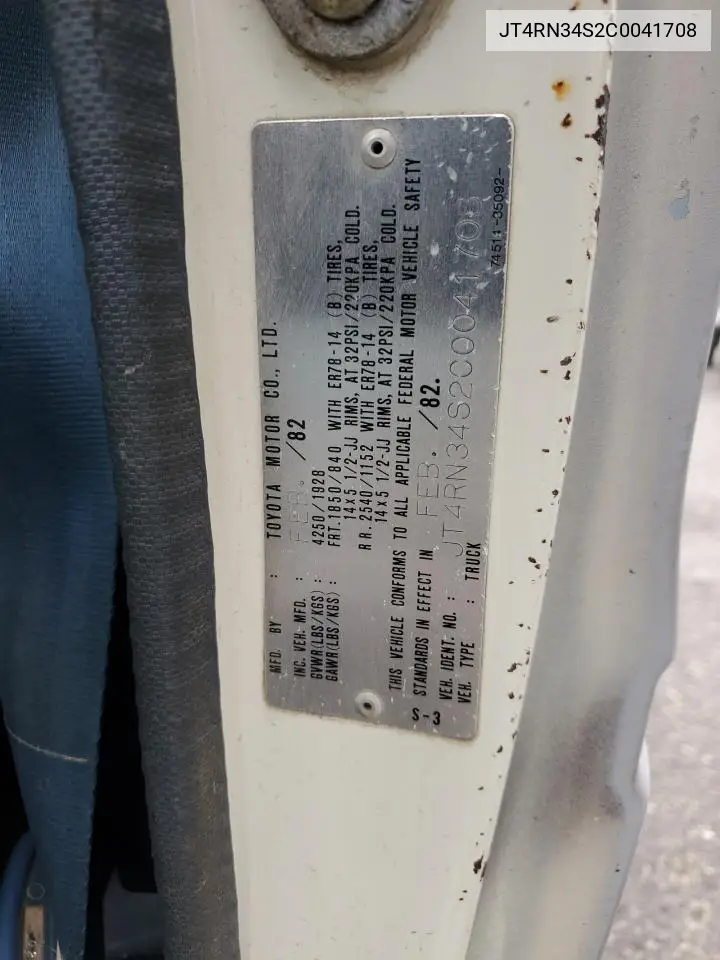 JT4RN34S2C0041708
MFD. BY : TOYOTA MOTOR CO., LTD.
INC. VEH. MFD. : FEB. /82
GVWR(LBS/KGS) : 4250/1928
GAWR(LBS/KGS) : FRT.1850/840 WITH ER78-14 (B) TIRES,
14x5 1/2-JJ RIMS, AT 32PSI/220KPA COLD.
RR.2540/1152 WITH ER78-14 (B) TIRES,
14x5 1/2-JJ RIMS, AT 32PSI/220KPA COLD.
THIS VEHICLE CONFORMS TO ALL APPLICABLE FEDERAL MOTOR VEHICLE SAFETY
STANDARDS IN EFFECT IN FEB. /82.
VEH. IDENT. NO. : JT4RN34S2C0041708
VEH. TYPE : TRUCK
S-3
74511-35092-